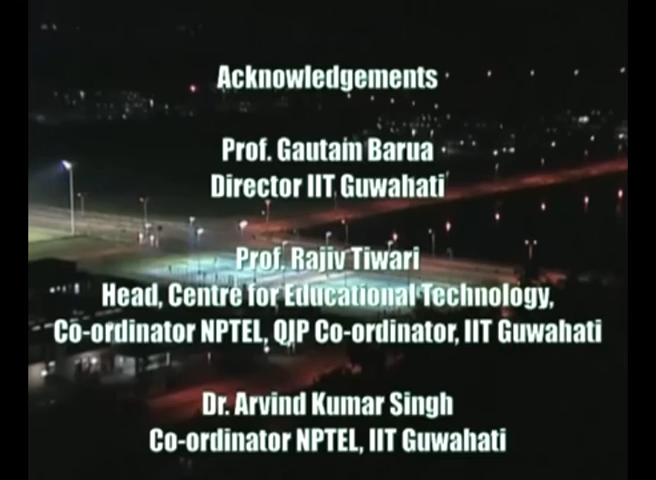 Acknowledgements
Prof. Gautam Barua
Director IIT Guwahati
Prof. Rajiv Tiwari
Head, Centre for Educational Technology,
Co-ordinator NPTEL, QIP Co-ordinator, IIT Guwahati
Dr. Arvind Kumar Singh
Co-ordinator NPTEL, IIT Guwahati